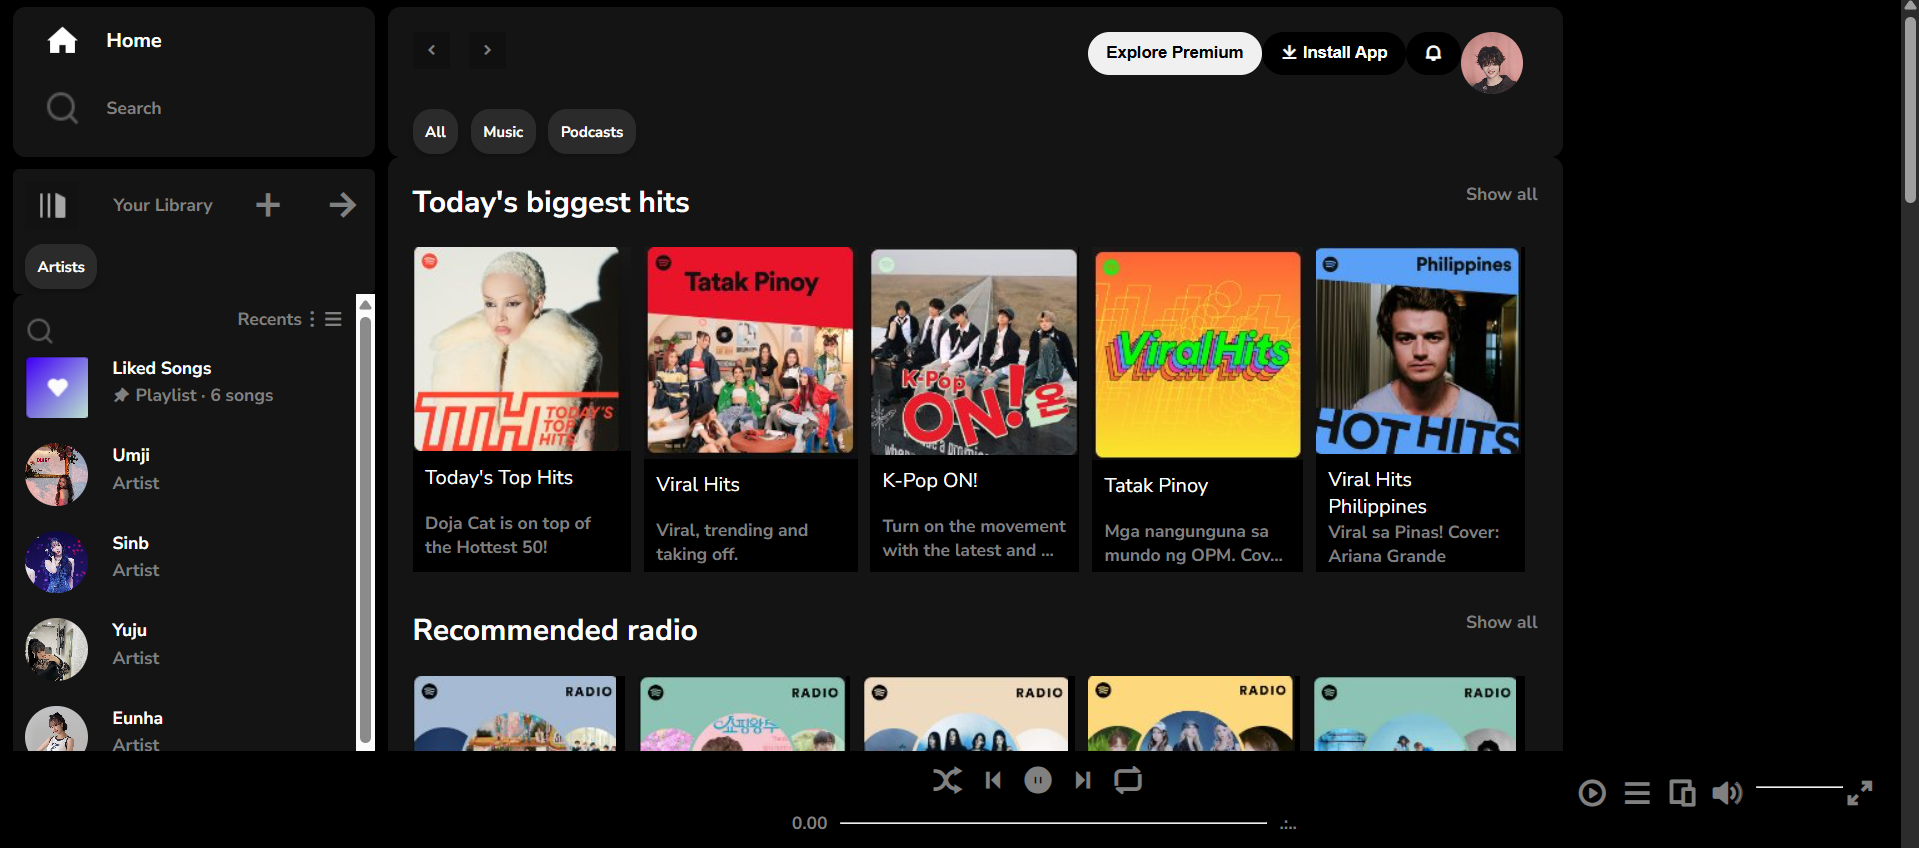 Home
Search
Your Library
Artists
Recents
Liked Songs
Playlist · 6 songs
Umji
Artist
Sinb
Artist
Yuju
Artist
Eunha
Artist
Explore Premium
Install App
All
Music
Podcasts
Today's biggest hits
Show all
TTH TODAY'S
TOP
HITS
Today's Top Hits
Doja Cat is on top of
the Hottest 50!
Tatak Pinoy
Viral Hits
Viral, trending and
taking off.
K-Pop
ON! 온
K-Pop ON!
Turn on the movement
with the latest and ...
Viral Hits
Tatak Pinoy
Mga nangunguna sa
mundo ng OPM. Cov...
Philippines
HOT HITS
Viral Hits
Philippines
Viral sa Pinas! Cover:
Ariana Grande
Recommended radio
Show all
RADIO
RADIO
쇼핑왕
RADIO
RADIO
RADIO
0.00